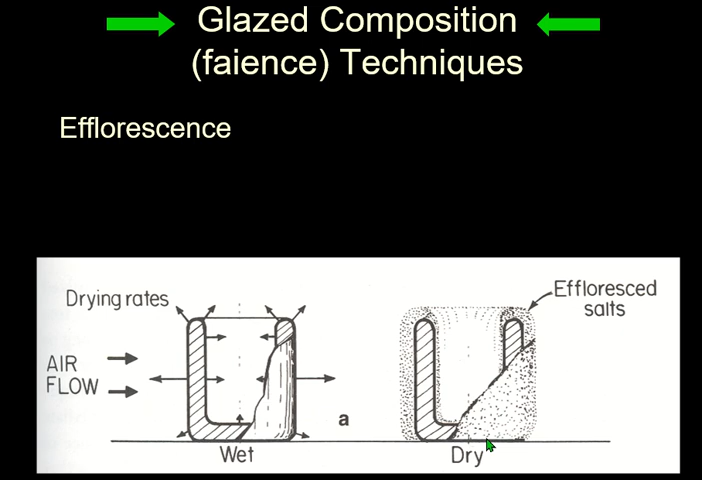 Glazed Composition
(faience) Techniques
Efflorescence
Drying rates
AIR
FLOW
Effloresced
salts
a
Wet
Dry